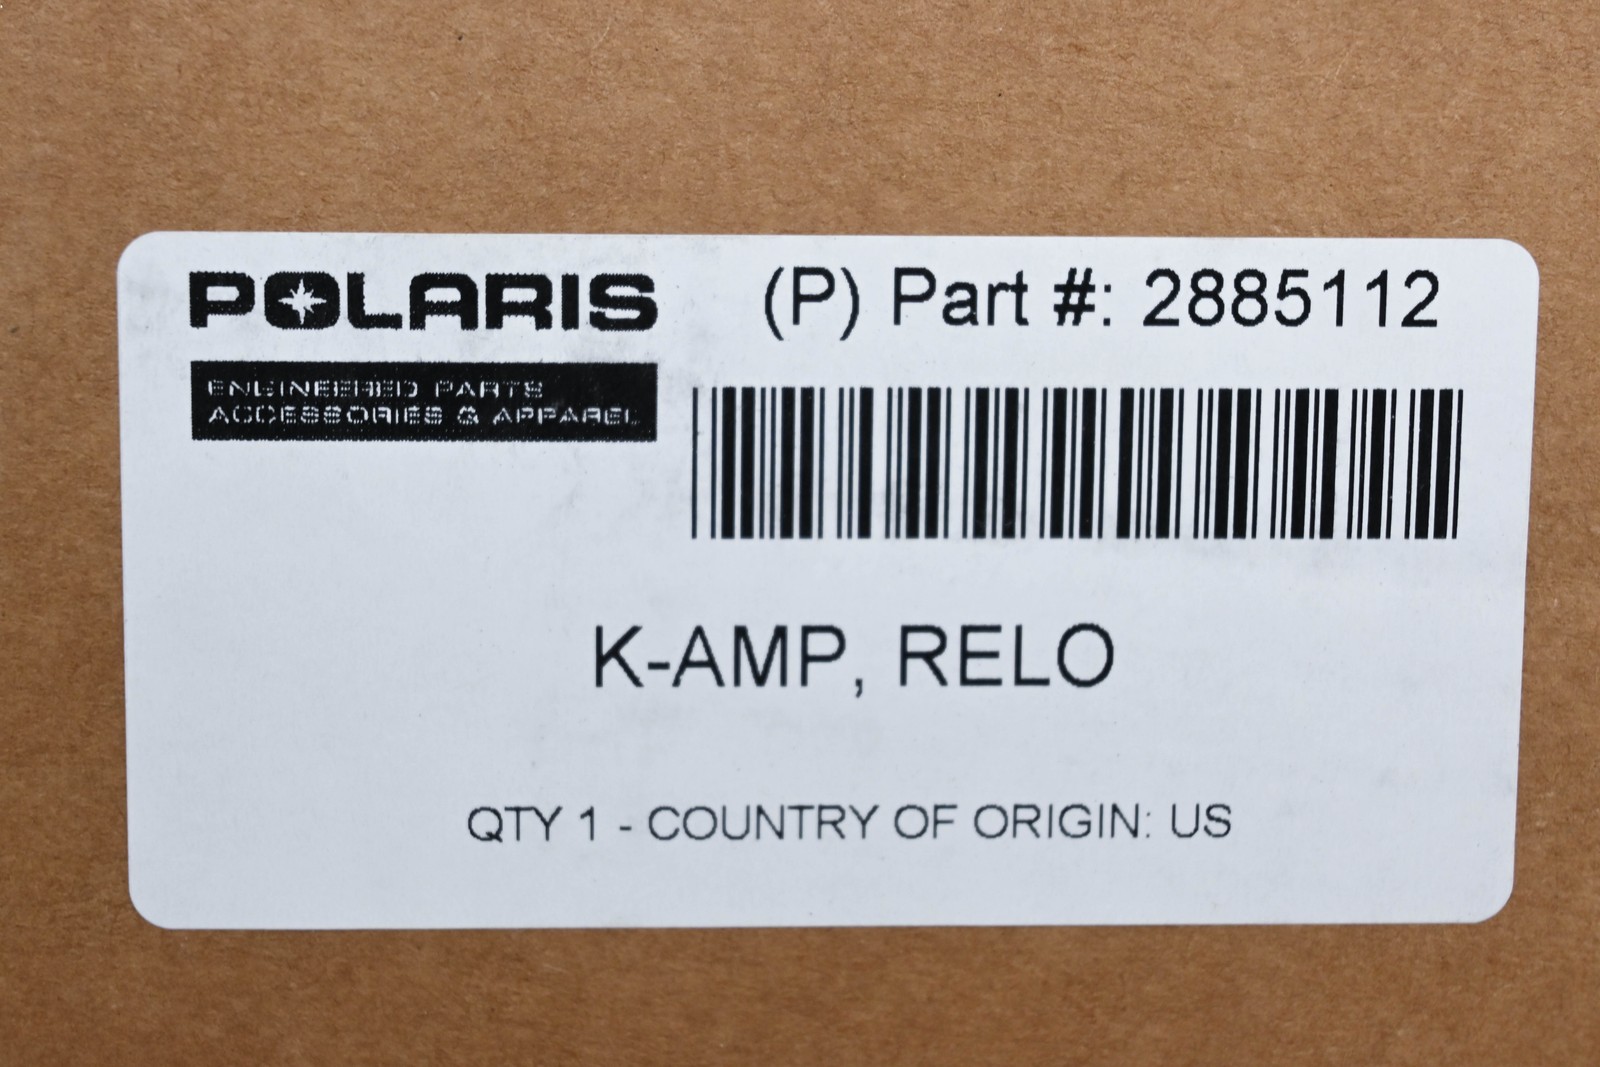 POLARIS
ENGINEERED PARTS
ACCESSORIES & APPAREL
(P) Part #: 2885112
K-AMP, RELO
QTY 1 - COUNTRY OF ORIGIN: US